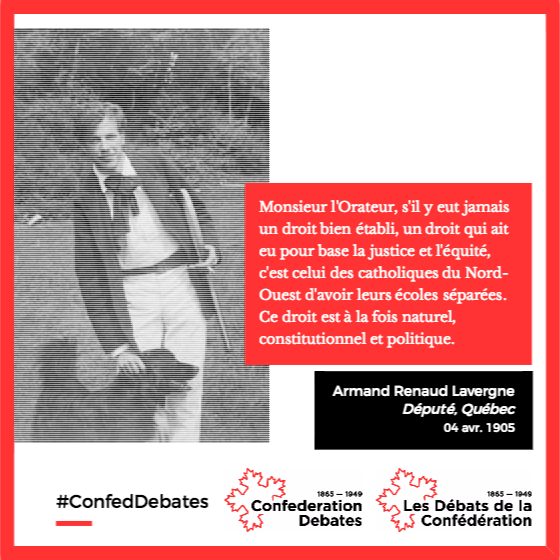 Monsieur l'Orateur, s'il y eut jamais
un droit bien établi, un droit qui ait
eu pour base la justice et l'équité,
c'est celui des catholiques du Nord-
Ouest d'avoir leurs écoles séparées.
Ce droit est à la fois naturel,
constitutionnel et politique.
Armand Renaud Lavergne
Député, Québec
04 avr. 1905
#ConfedDebates
1865 — 1949
Confederation
Debates
1865 — 1949
Les Débats de la
Confédération